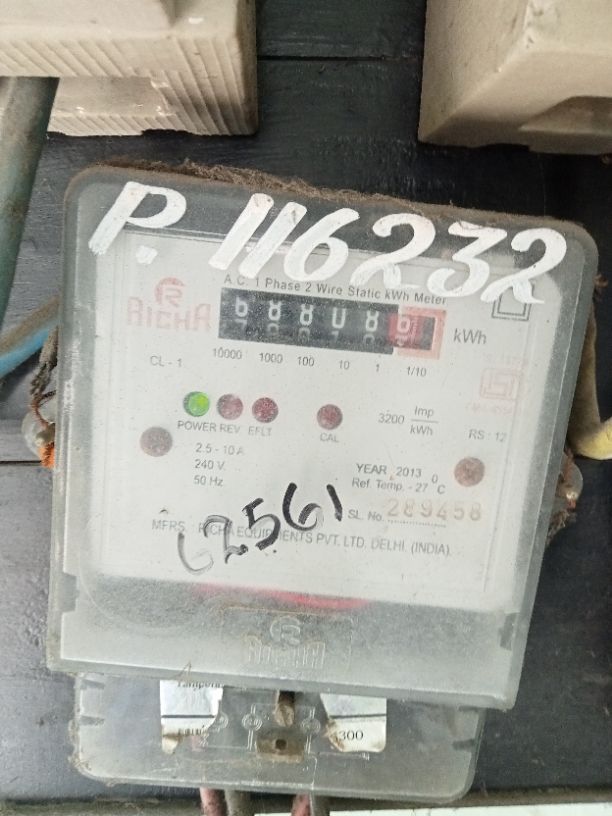 P. 116232
A.C. 1 Phase 2 Wire Static kWh Meter
RICHA
kWh
CL - 1
10000 1000 100 10 1 1/10
POWER REV EFLT
CAL
3200 Imp/kWh
RS : 12
2.5 - 10 A
240 V.
50 Hz.
YEAR 2013
Ref. Temp. - 27 °C
SL. No. 289458
62561
MFRS. : RICHA EQUIPMENTS PVT. LTD. DELHI. (INDIA).
RICHA